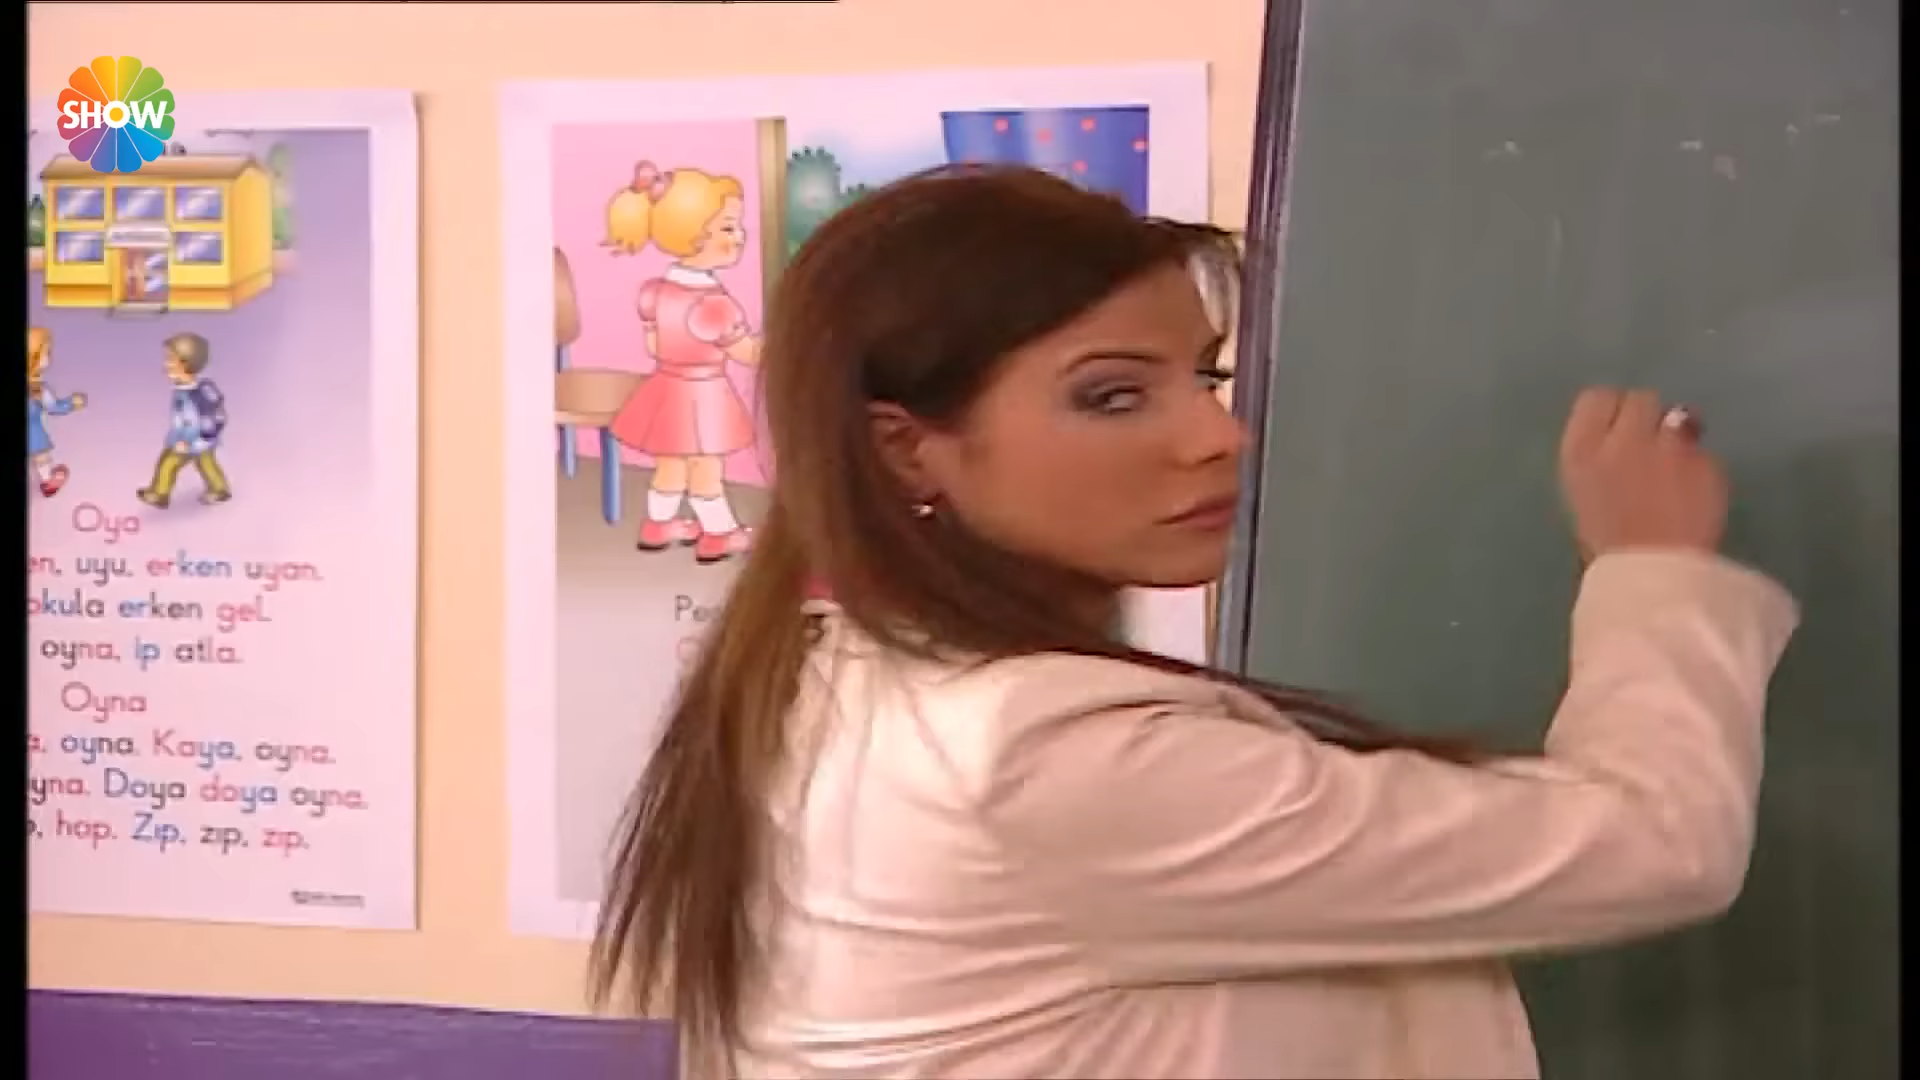 SHOW
Oya
en, uyu, erken uyan.
okula erken gel.
oyna, ip atla.
Oyna
a, oyna. Kaya, oyna.
yna. Doya doya oyna.
p, hop. Zıp, zıp, zıp.